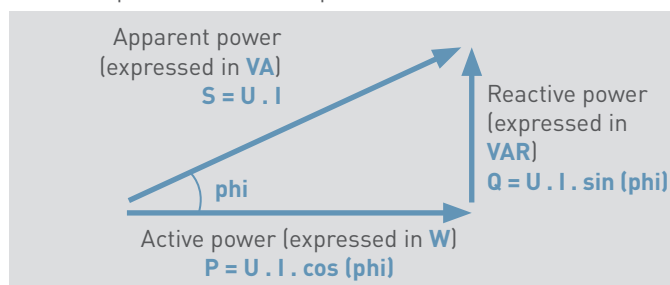 Apparent power
(expressed in VA)
S = U . I
Reactive power
(expressed in
VAR)
Q = U . I . sin (phi)
phi
Active power (expressed in W)
P = U . I . cos (phi)